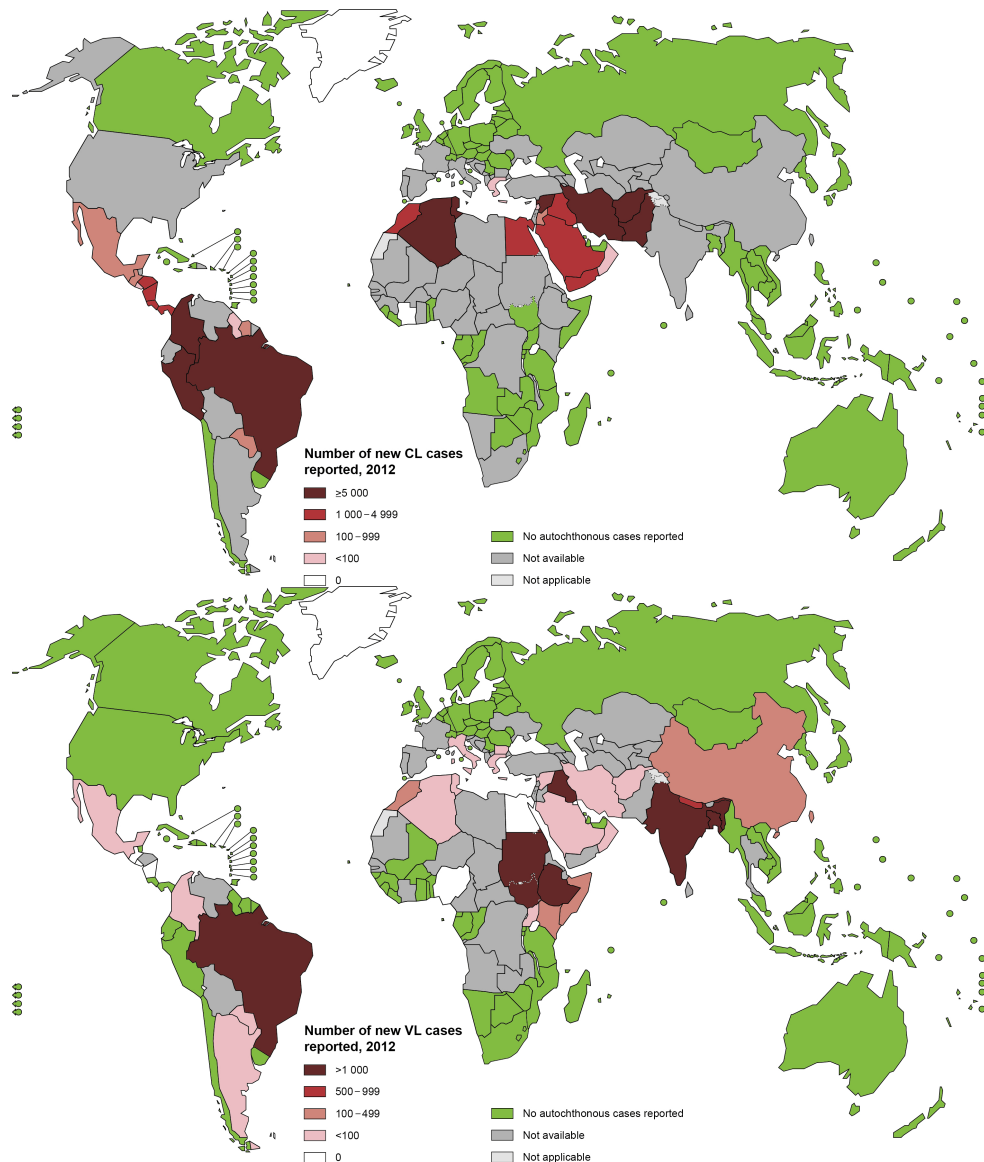 Number of new CL cases
reported, 2012
≥5 000
1 000–4 999
100–999
<100
0
No autochthonous cases reported
Not available
Not applicable
Number of new VL cases
reported, 2012
>1 000
500–999
100–499
<100
0
No autochthonous cases reported
Not available
Not applicable